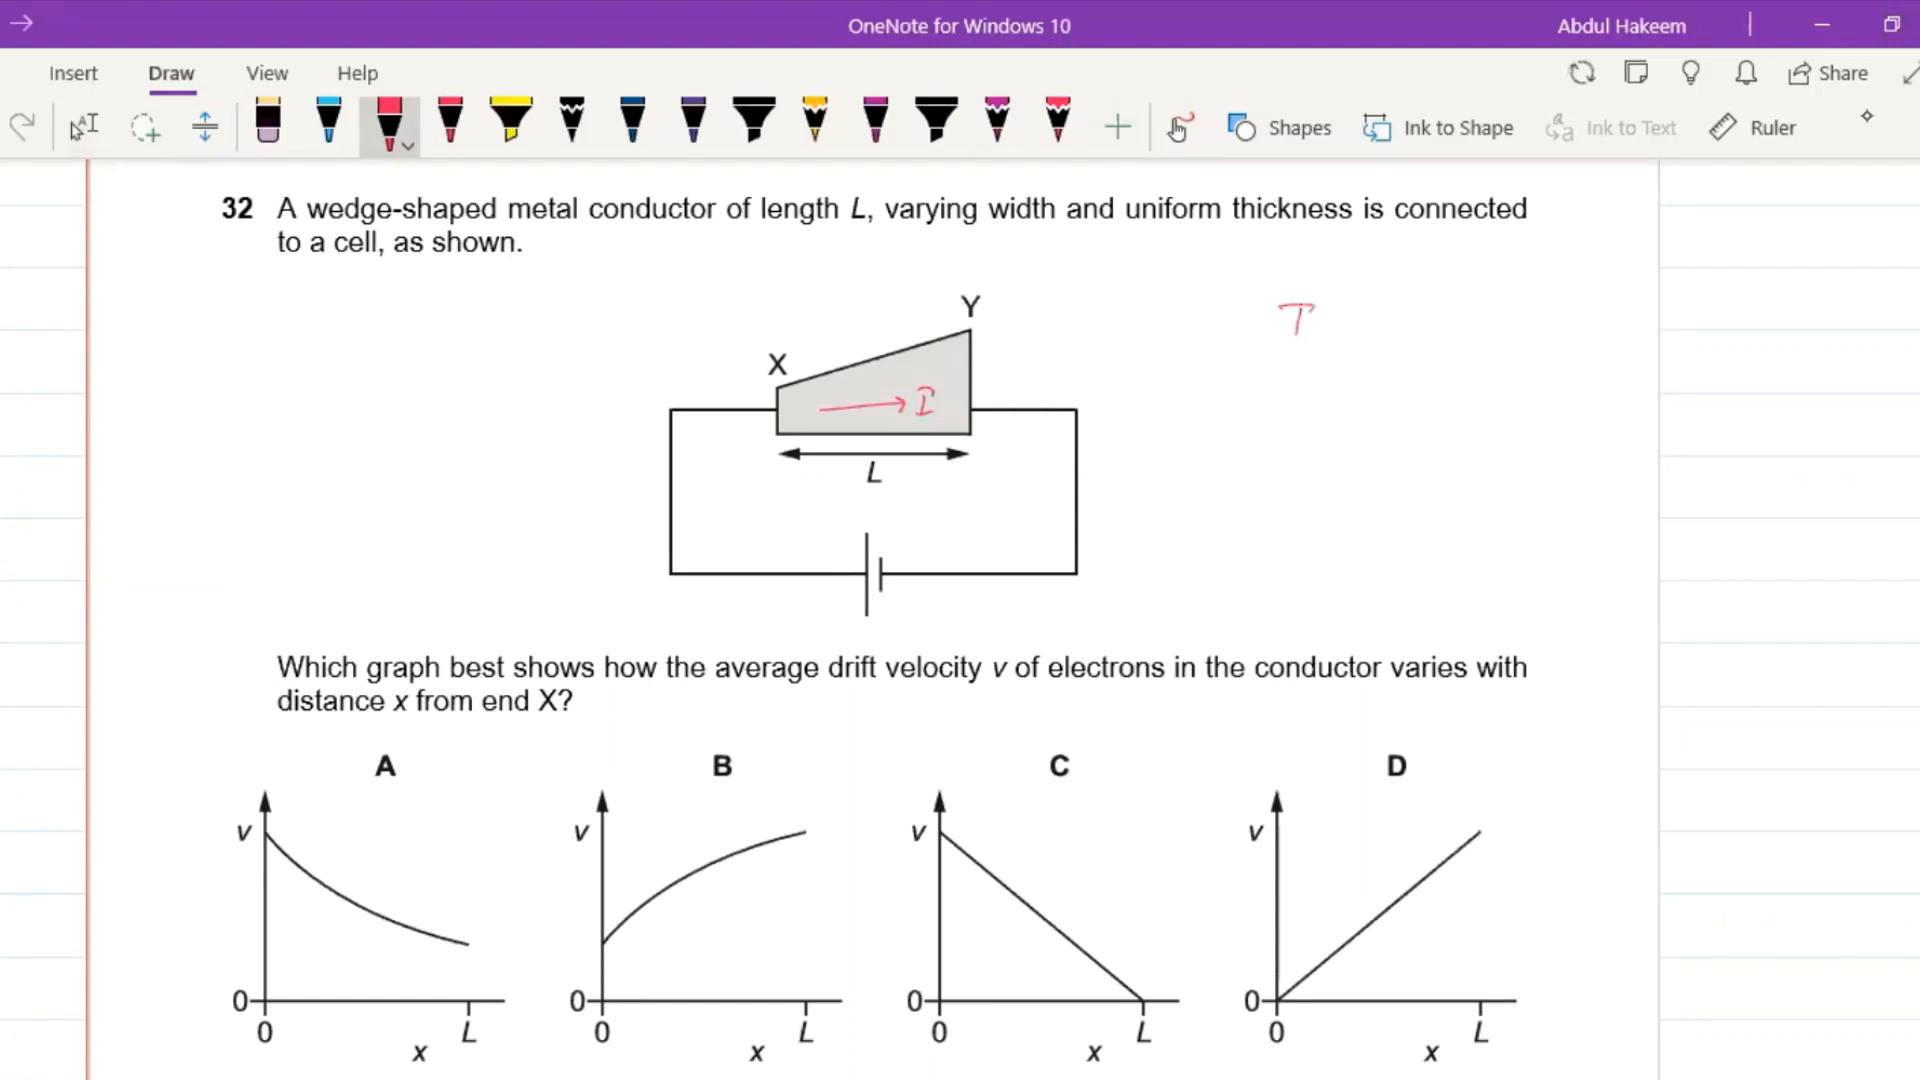 OneNote for Windows 10
Abdul Hakeem
Insert Draw View Help
Share
Shapes Ink to Shape Ink to Text Ruler
32 A wedge-shaped metal conductor of length L, varying width and uniform thickness is connected
to a cell, as shown.
Y
X
I
I
L
Which graph best shows how the average drift velocity v of electrons in the conductor varies with
distance x from end X?
A B C D
v v v v
0 0 0 0
0 L 0 L 0 L 0 L
x x x x